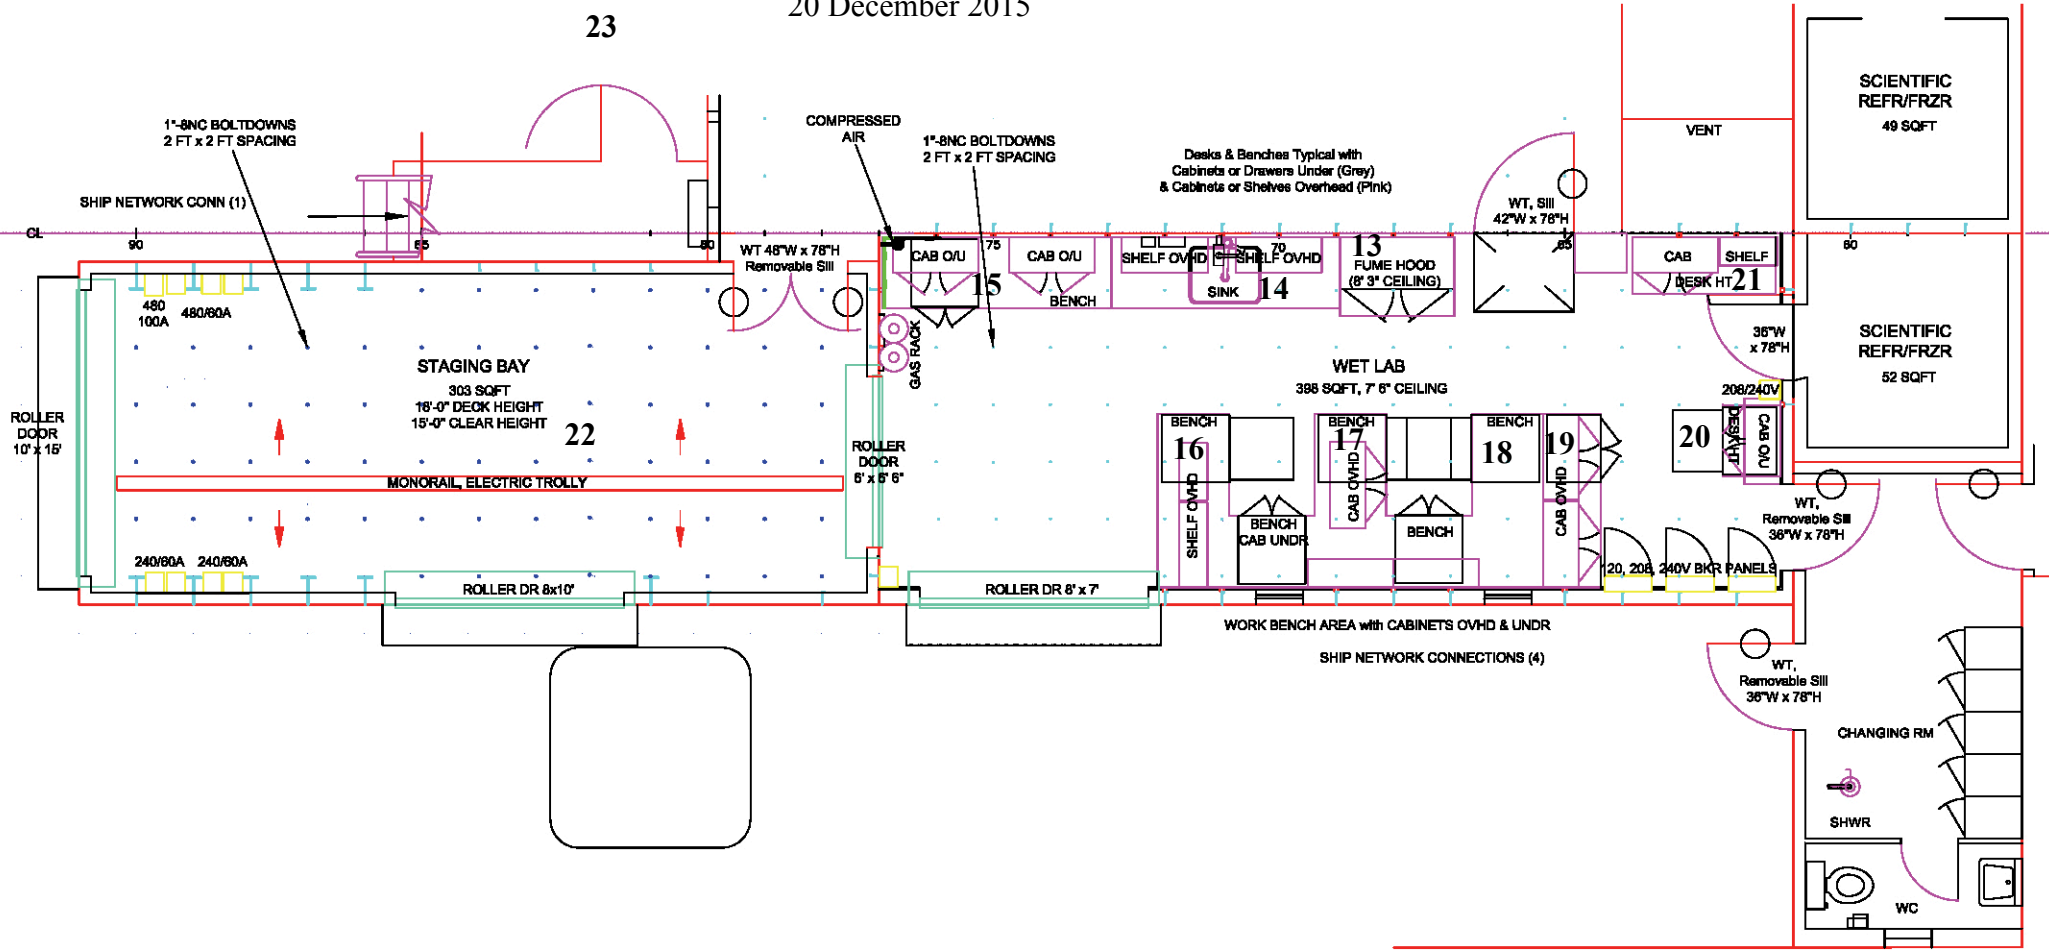 20 December 2015
23
SCIENTIFIC
REFR/FRZR
49 SQFT
VENT
1"-8NC BOLTDOWNS
2 FT x 2 FT SPACING
COMPRESSED
AIR
1"-8NC BOLTDOWNS
2 FT x 2 FT SPACING
Desks & Benches Typical with
Cabinets or Drawers Under (Grey)
& Cabinets or Shelves Overhead (Pink)
SHIP NETWORK CONN (1)
WT, Sill
42"W x 78"H
CL
90
85
80
75
70
65
60
WT 48"W x 78"H
Removable Sill
CAB O/U
15
CAB O/U
BENCH
SHELF OVHD
SHELF OVHD
SINK
14
13
FUME HOOD
(8' 3" CEILING)
CAB
SHELF
DESK HT
21
480
100A
480/60A
GAS RACK
36"W
x 78"H
SCIENTIFIC
REFR/FRZR
52 SQFT
STAGING BAY
303 SQFT
16'-0" DECK HEIGHT
15'-0" CLEAR HEIGHT
22
WET LAB
398 SQFT, 7' 6" CEILING
208/240V
ROLLER
DOOR
10' x 15'
ROLLER
DOOR
6' x 6' 6"
MONORAIL, ELECTRIC TROLLY
BENCH
16
SHELF OVHD
BENCH
17
CAB OVHD
BENCH
18
19
CAB OVHD
20
DESK HT
CAB O/U
BENCH
CAB UNDR
BENCH
WT,
Removable Sill
36"W x 78"H
240/60A
240/60A
120, 208, 240V BKR PANELS
ROLLER DR 8x10'
ROLLER DR 8' x 7'
WORK BENCH AREA with CABINETS OVHD & UNDR
SHIP NETWORK CONNECTIONS (4)
WT,
Removable Sill
36"W x 78"H
CHANGING RM
SHWR
WC